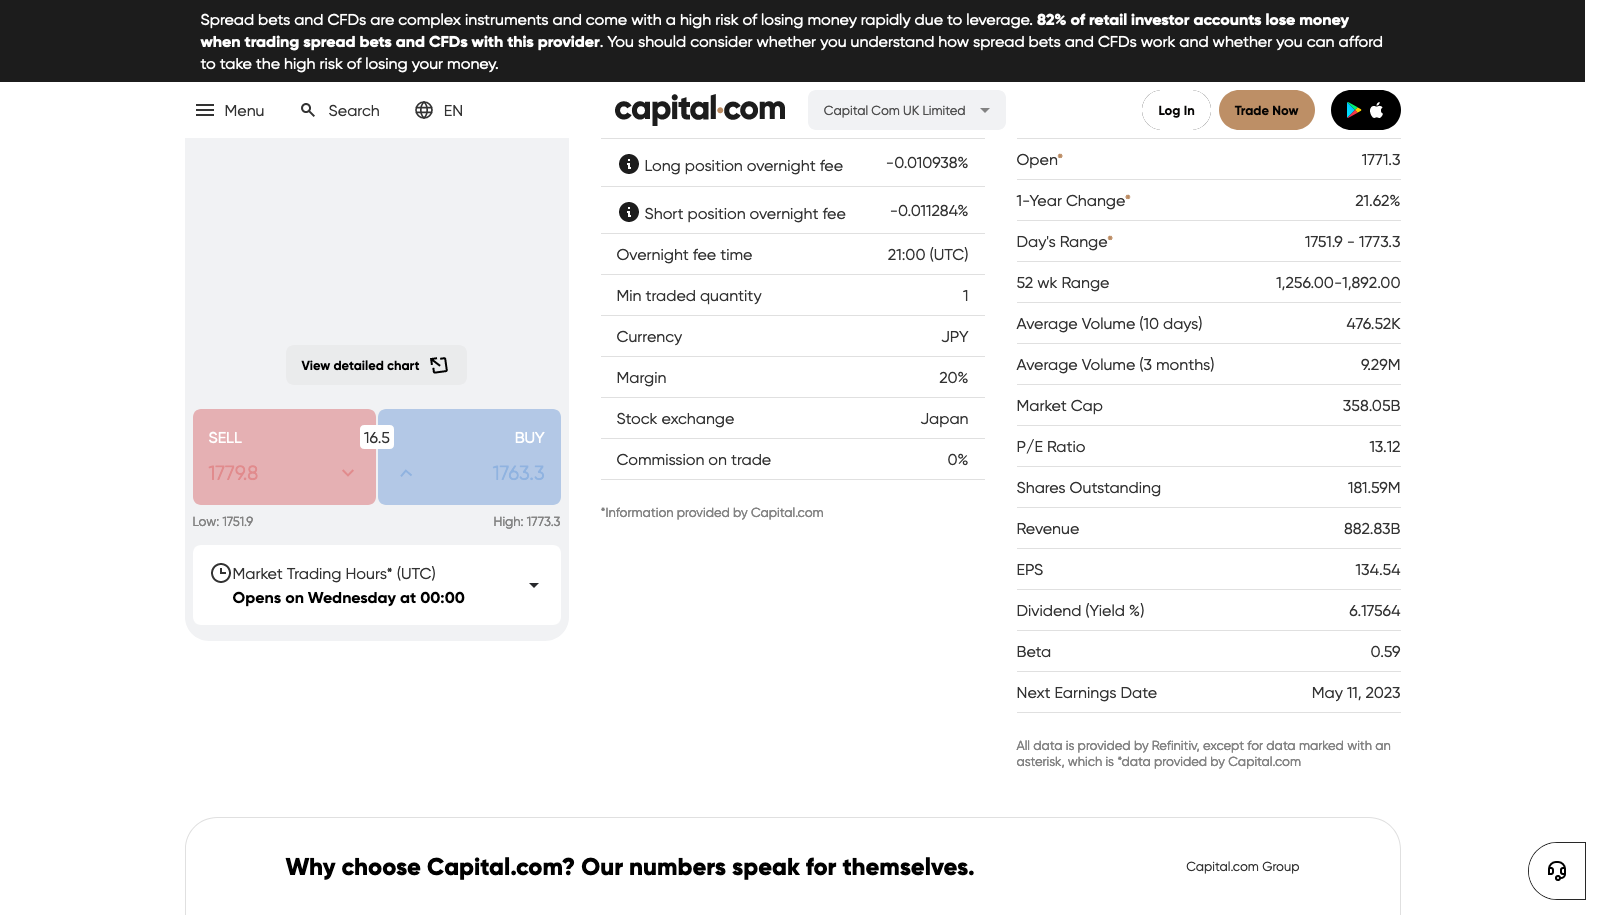 Spread bets and CFDs are complex instruments and come with a high risk of losing money rapidly due to leverage. 82% of retail investor accounts lose money
when trading spread bets and CFDs with this provider. You should consider whether you understand how spread bets and CFDs work and whether you can afford
to take the high risk of losing your money.
Menu
Search
EN
capital.com
Capital Com UK Limited
Log In
Trade Now
View detailed chart
SELL
16.5
BUY
1779.8
1763.3
Low: 1751.9
High: 1773.3
Market Trading Hours* (UTC)
Opens on Wednesday at 00:00
Long position overnight fee -0.010938%
Short position overnight fee -0.011284%
Overnight fee time 21:00 (UTC)
Min traded quantity 1
Currency JPY
Margin 20%
Stock exchange Japan
Commission on trade 0%
*Information provided by Capital.com
Open* 1771.3
1-Year Change* 21.62%
Day's Range* 1751.9 - 1773.3
52 wk Range 1,256.00-1,892.00
Average Volume (10 days) 476.52K
Average Volume (3 months) 9.29M
Market Cap 358.05B
P/E Ratio 13.12
Shares Outstanding 181.59M
Revenue 882.83B
EPS 134.54
Dividend (Yield %) 6.17564
Beta 0.59
Next Earnings Date May 11, 2023
All data is provided by Refinitiv, except for data marked with an
asterisk, which is *data provided by Capital.com
Why choose Capital.com? Our numbers speak for themselves.
Capital.com Group